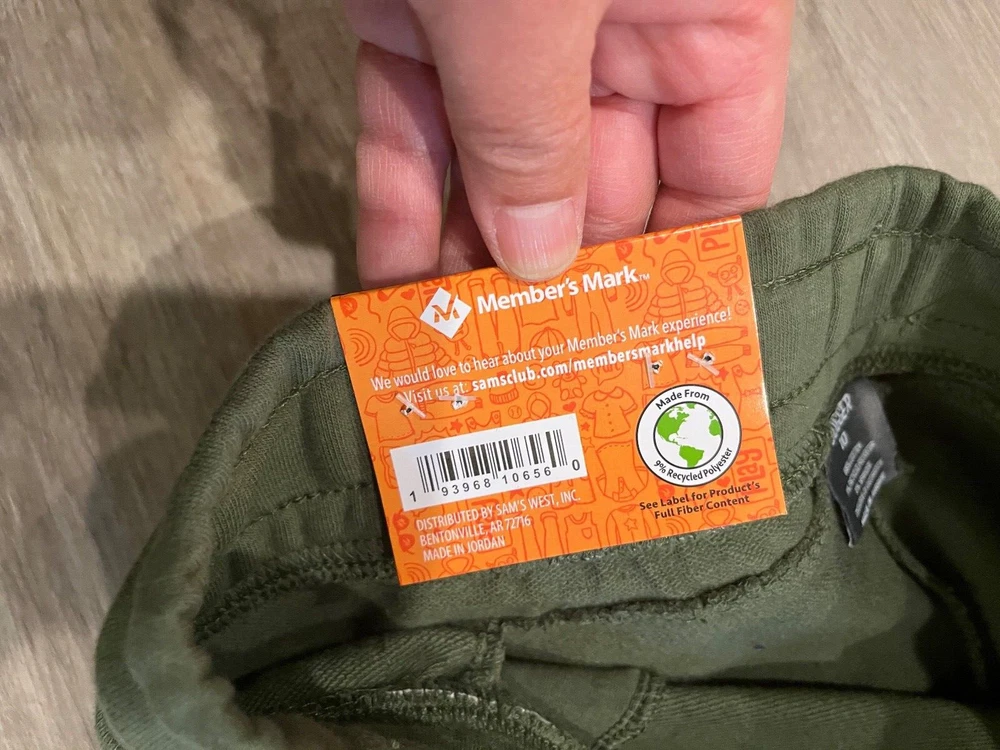 Member's Mark™
We would love to hear about your Member's Mark experience!
Visit us at: samsclub.com/membersmarkhelp
Made From
9% Recycled Polyester
See Label for Product's
Full Fiber Content
1 93968 10656 0
DISTRIBUTED BY SAM'S WEST, INC.
BENTONVILLE, AR 72716
MADE IN JORDAN